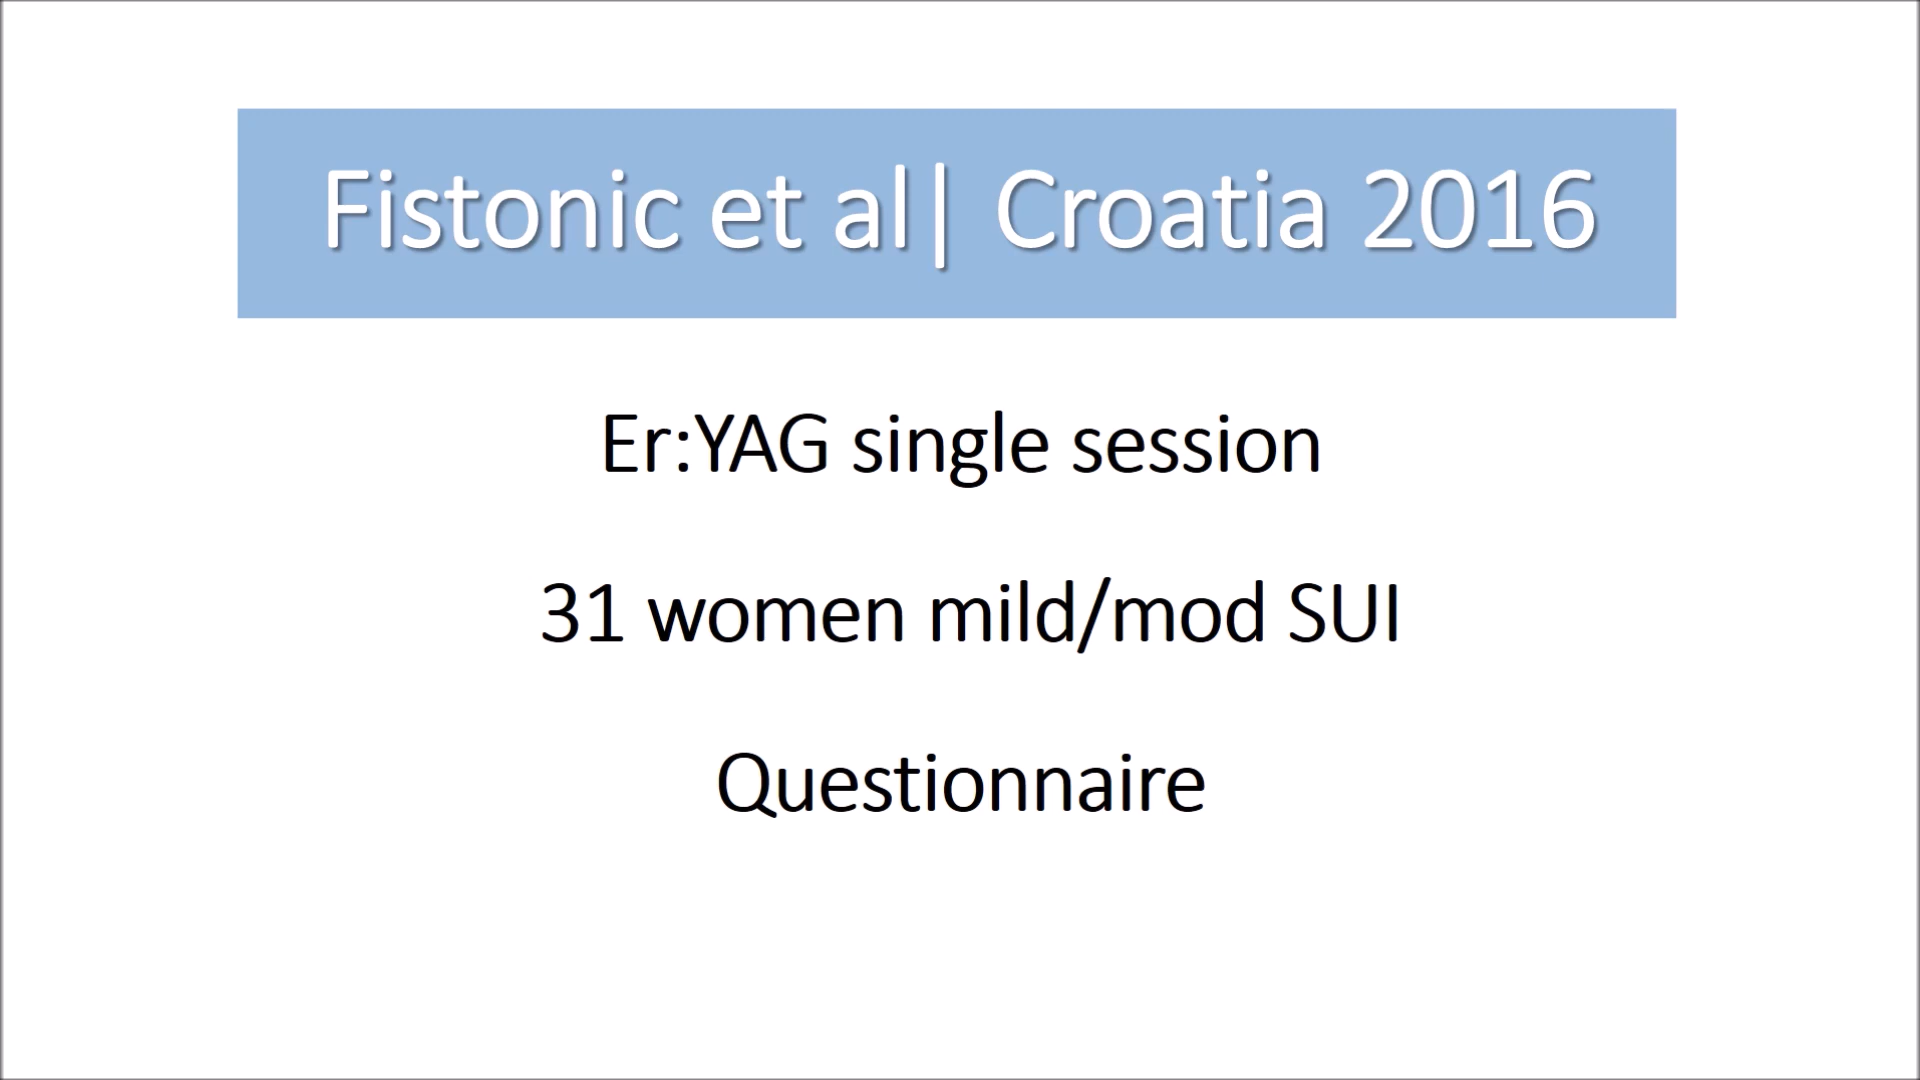 Fistonic et al| Croatia 2016
Er:YAG single session
31 women mild/mod SUI
Questionnaire